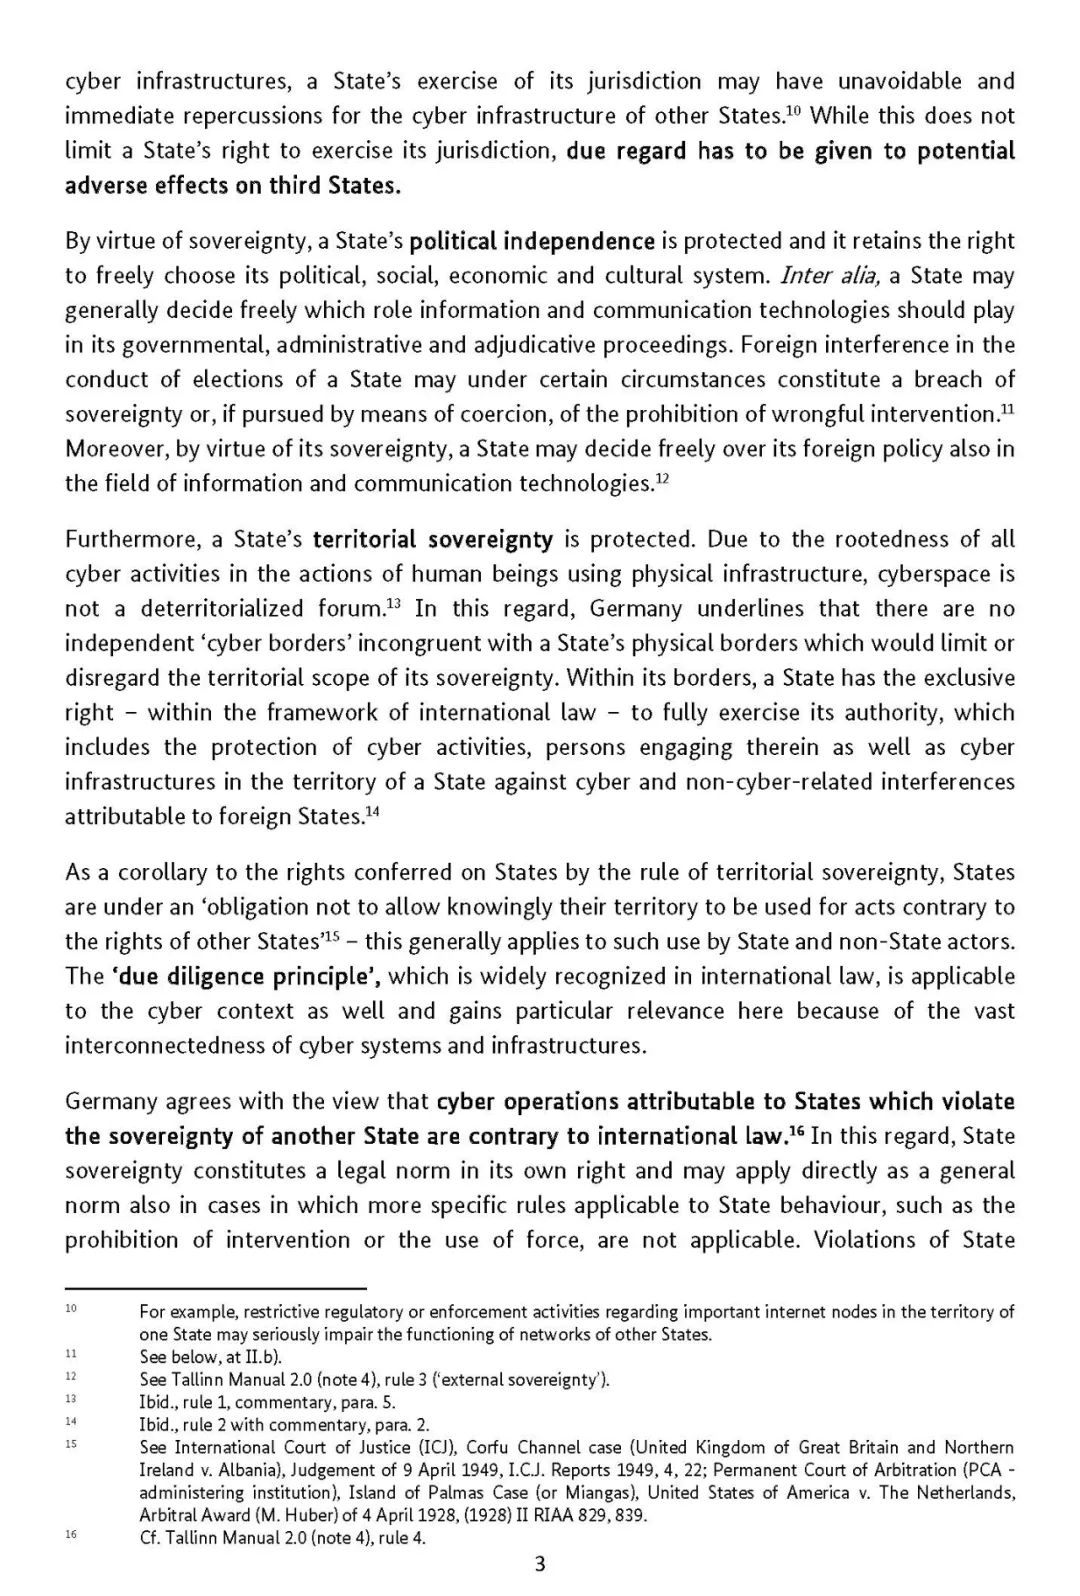 cyber infrastructures, a State’s exercise of its jurisdiction may have unavoidable and
immediate repercussions for the cyber infrastructure of other States.¹⁰ While this does not
limit a State’s right to exercise its jurisdiction, due regard has to be given to potential
adverse effects on third States.
By virtue of sovereignty, a State’s political independence is protected and it retains the right
to freely choose its political, social, economic and cultural system. Inter alia, a State may
generally decide freely which role information and communication technologies should play
in its governmental, administrative and adjudicative proceedings. Foreign interference in the
conduct of elections of a State may under certain circumstances constitute a breach of
sovereignty or, if pursued by means of coercion, of the prohibition of wrongful intervention.¹¹
Moreover, by virtue of its sovereignty, a State may decide freely over its foreign policy also in
the field of information and communication technologies.¹²
Furthermore, a State’s territorial sovereignty is protected. Due to the rootedness of all
cyber activities in the actions of human beings using physical infrastructure, cyberspace is
not a deterritorialized forum.¹³ In this regard, Germany underlines that there are no
independent ‘cyber borders’ incongruent with a State’s physical borders which would limit or
disregard the territorial scope of its sovereignty. Within its borders, a State has the exclusive
right – within the framework of international law – to fully exercise its authority, which
includes the protection of cyber activities, persons engaging therein as well as cyber
infrastructures in the territory of a State against cyber and non-cyber-related interferences
attributable to foreign States.¹⁴
As a corollary to the rights conferred on States by the rule of territorial sovereignty, States
are under an ‘obligation not to allow knowingly their territory to be used for acts contrary to
the rights of other States’¹⁵ – this generally applies to such use by State and non-State actors.
The ‘due diligence principle’, which is widely recognized in international law, is applicable
to the cyber context as well and gains particular relevance here because of the vast
interconnectedness of cyber systems and infrastructures.
Germany agrees with the view that cyber operations attributable to States which violate
the sovereignty of another State are contrary to international law.¹⁶ In this regard, State
sovereignty constitutes a legal norm in its own right and may apply directly as a general
norm also in cases in which more specific rules applicable to State behaviour, such as the
prohibition of intervention or the use of force, are not applicable. Violations of State
10 For example, restrictive regulatory or enforcement activities regarding important internet nodes in the territory of
one State may seriously impair the functioning of networks of other States.
11 See below, at II.b).
12 See Tallinn Manual 2.0 (note 4), rule 3 (‘external sovereignty’).
13 Ibid., rule 1, commentary, para. 5.
14 Ibid., rule 2 with commentary, para. 2.
15 See International Court of Justice (ICJ), Corfu Channel case (United Kingdom of Great Britain and Northern
Ireland v. Albania), Judgement of 9 April 1949, I.C.J. Reports 1949, 4, 22; Permanent Court of Arbitration (PCA -
administering institution), Island of Palmas Case (or Miangas), United States of America v. The Netherlands,
Arbitral Award (M. Huber) of 4 April 1928, (1928) II RIAA 829, 839.
16 Cf. Tallinn Manual 2.0 (note 4), rule 4.
3